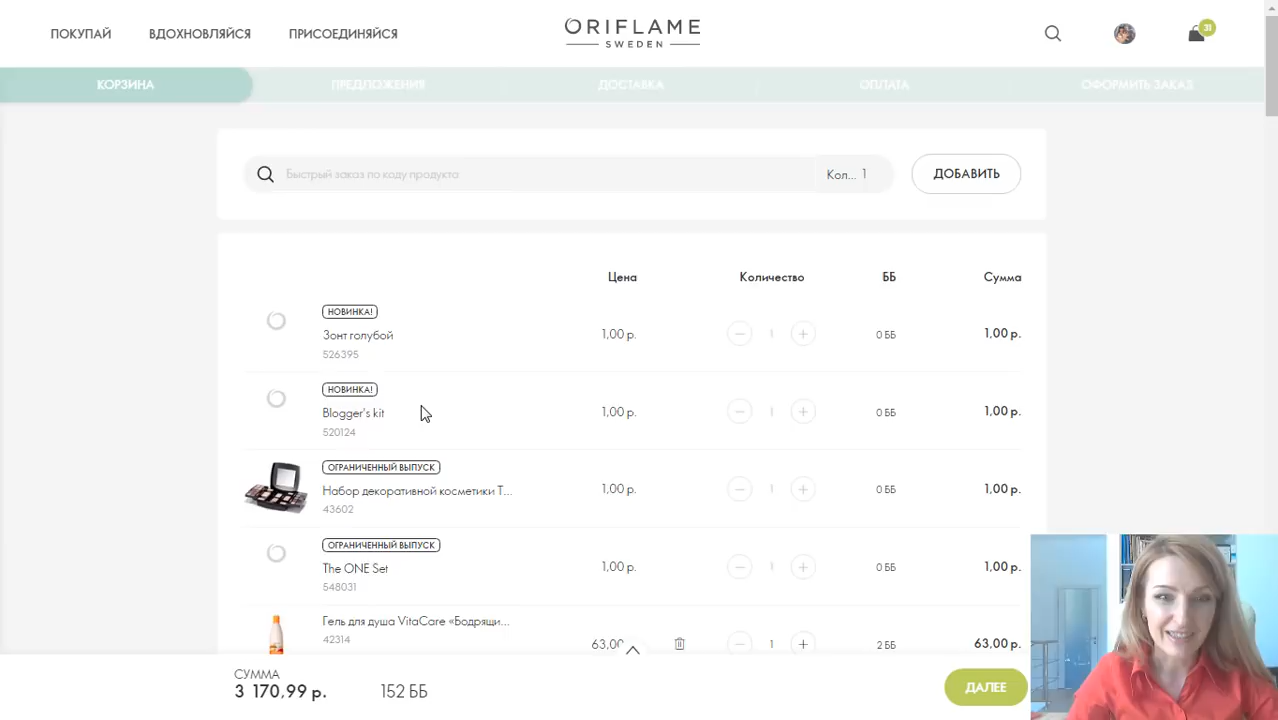 ПОКУПАЙ ВДОХНОВЛЯЙСЯ ПРИСОЕДИНЯЙСЯ ORIFLAME 31
SWEDEN
КОРЗИНА ПРЕДЛОЖЕНИЯ ДОСТАВКА ОПЛАТА ОФОРМИТЬ ЗАКАЗ
Быстрый заказ по коду продукта Кол... 1 ДОБАВИТЬ
Цена Количество ББ Сумма
НОВИНКА!
Зонт голубой 1,00 р. 1 0 ББ 1,00 р.
526395
НОВИНКА!
Blogger's kit 1,00 р. 1 0 ББ 1,00 р.
520124
ОГРАНИЧЕННЫЙ ВЫПУСК
Набор декоративной косметики Т... 1,00 р. 1 0 ББ 1,00 р.
43602
ОГРАНИЧЕННЫЙ ВЫПУСК
The ONE Set 1,00 р. 1 0 ББ 1,00 р.
548031
Гель для душа VitaCare «Бодрящи...
42314 63,00 1 2 ББ 63,00 р.
СУММА
3 170,99 р. 152 ББ ДАЛЕЕ